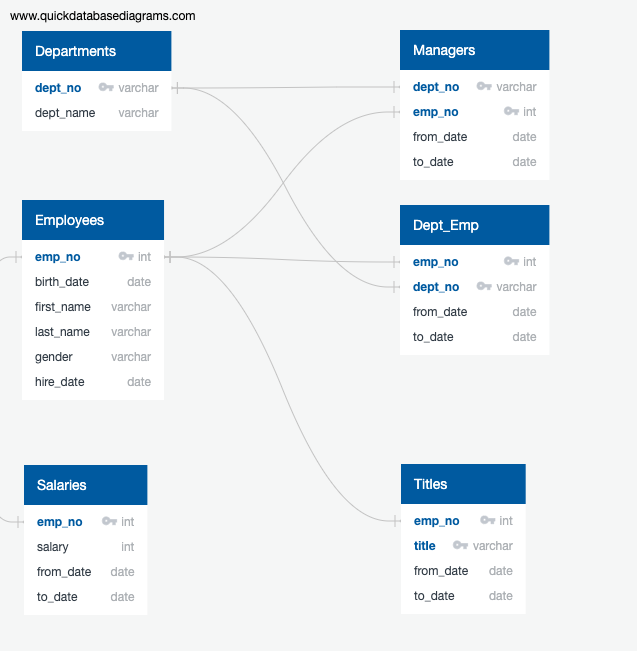 www.quickdatabasediagrams.com
Departments
dept_no varchar
dept_name varchar
Employees
emp_no int
birth_date date
first_name varchar
last_name varchar
gender varchar
hire_date date
Salaries
emp_no int
salary int
from_date date
to_date date
Managers
dept_no varchar
emp_no int
from_date date
to_date date
Dept_Emp
emp_no int
dept_no varchar
from_date date
to_date date
Titles
emp_no int
title varchar
from_date date
to_date date